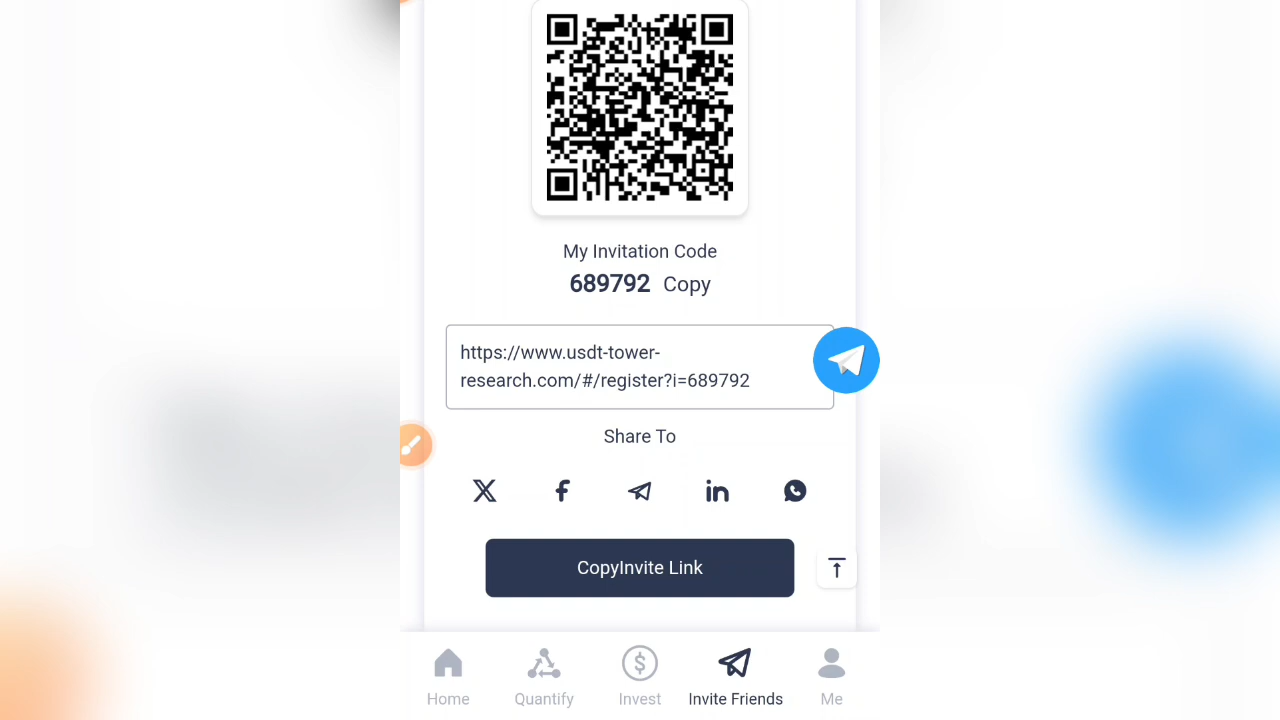 My Invitation Code
689792 Copy
https://www.usdt-tower-
research.com/#/register?i=689792
Share To
CopyInvite Link
Home Quantify Invest Invite Friends Me